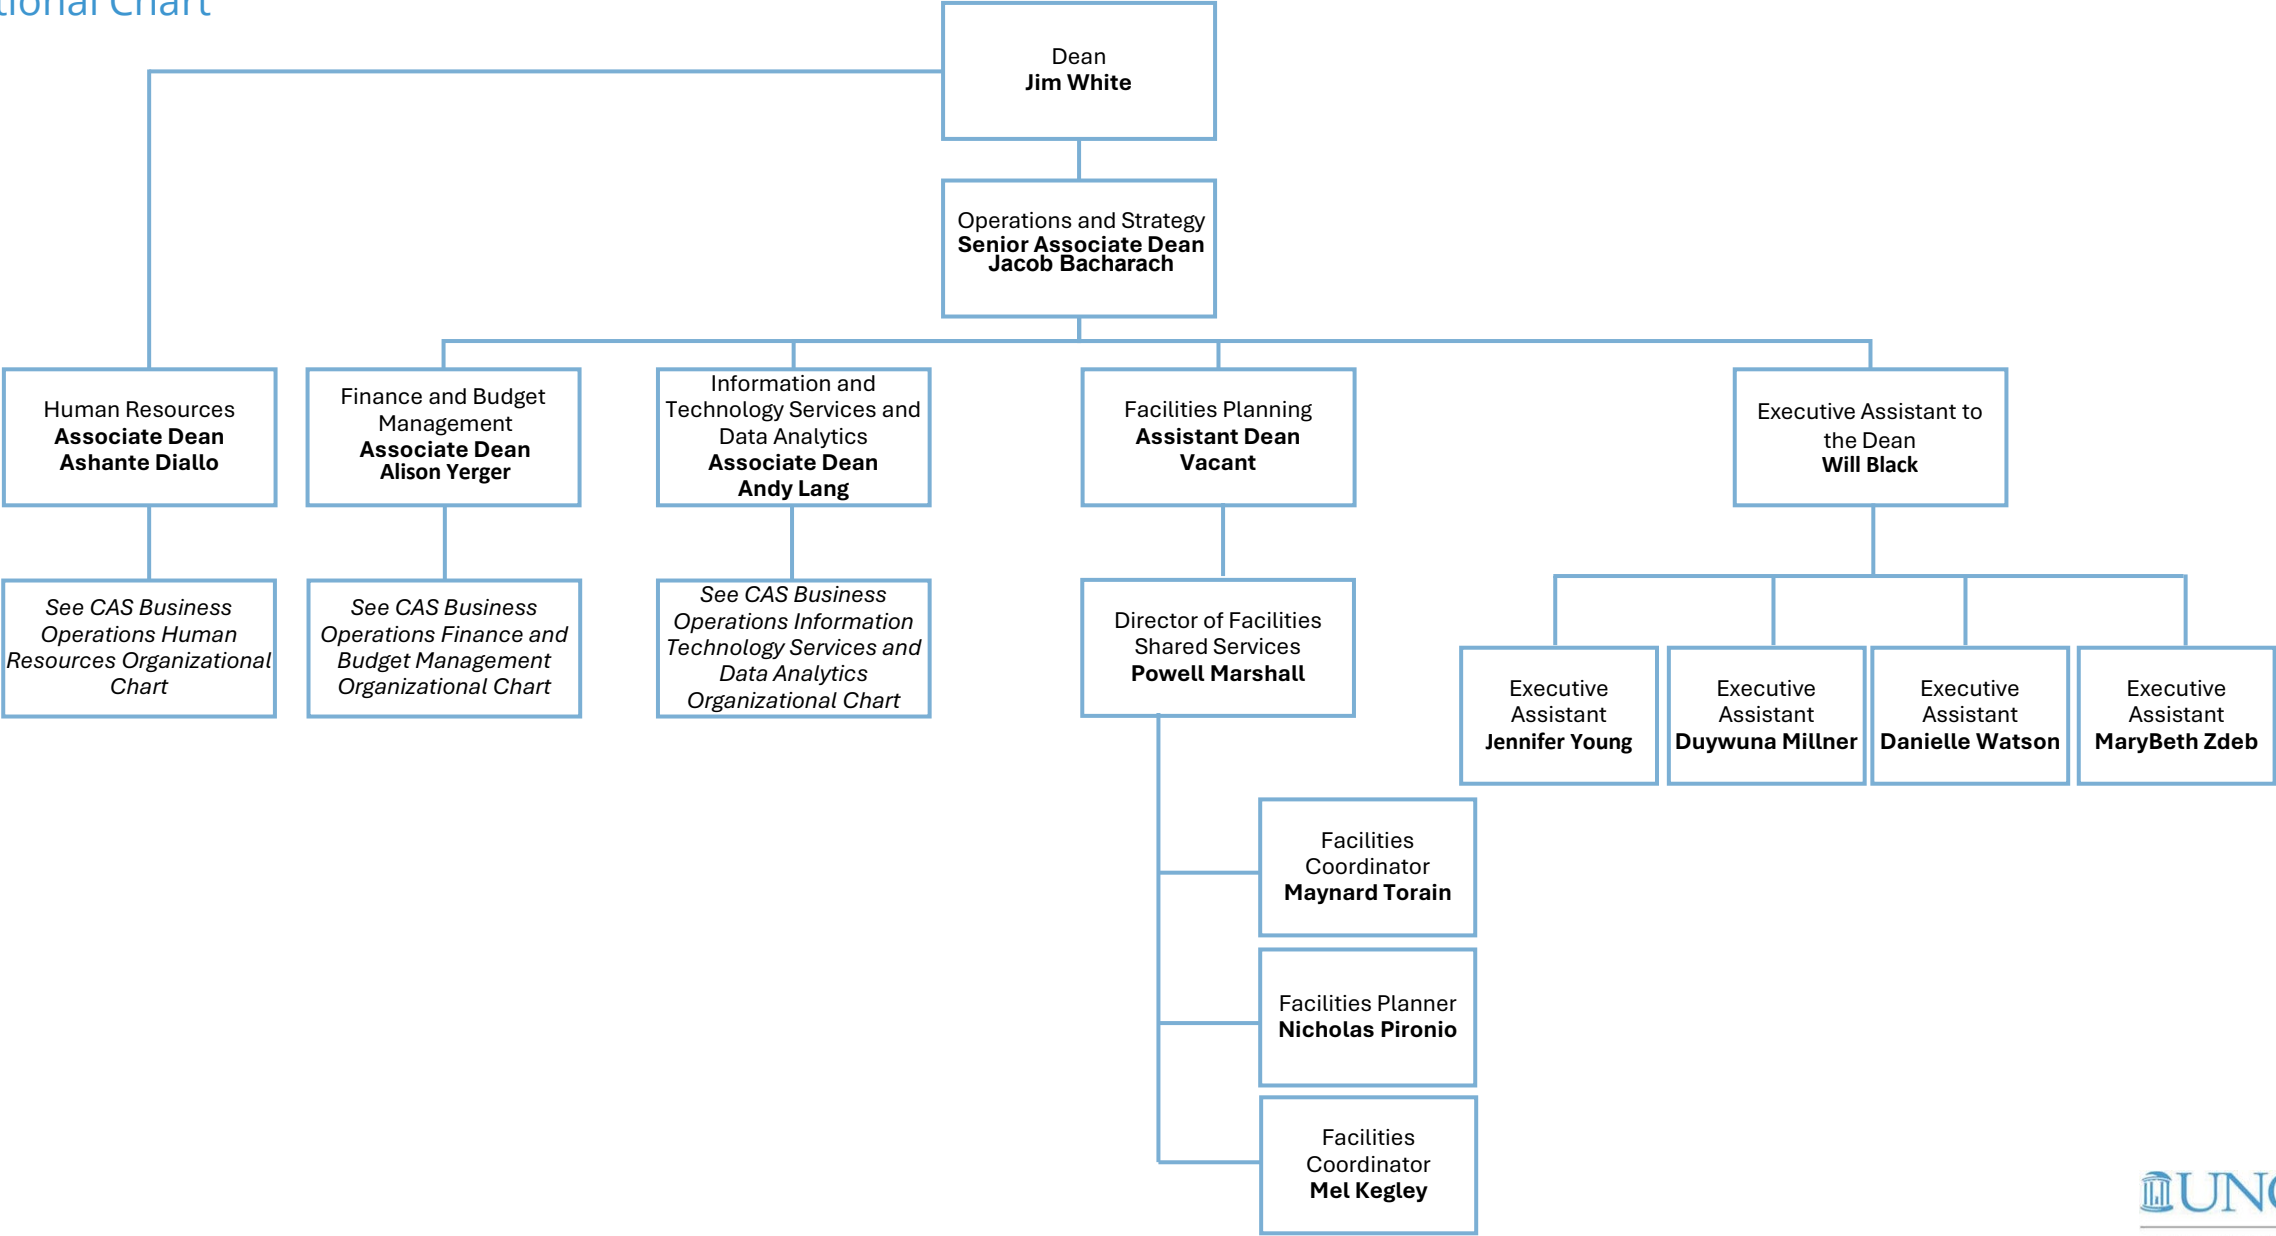 Chart
Dean
Jim White
Operations and Strategy
Senior Associate Dean
Jacob Bacharach
Human Resources
Associate Dean
Ashante Diallo
Finance and Budget
Management
Associate Dean
Alison Yerger
Information and
Technology Services and
Data Analytics
Associate Dean
Andy Lang
Facilities Planning
Assistant Dean
Vacant
Executive Assistant to
the Dean
Will Black
See CAS Business
Operations Human
Resources Organizational
Chart
See CAS Business
Operations Finance and
Budget Management
Organizational Chart
See CAS Business
Operations Information
Technology Services and
Data Analytics
Organizational Chart
Director of Facilities
Shared Services
Powell Marshall
Executive
Assistant
Jennifer Young
Executive
Assistant
Duywuna Millner
Executive
Assistant
Danielle Watson
Executive
Assistant
MaryBeth Zdeb
Facilities
Coordinator
Maynard Torain
Facilities Planner
Nicholas Pironio
Facilities
Coordinator
Mel Kegley
UNC